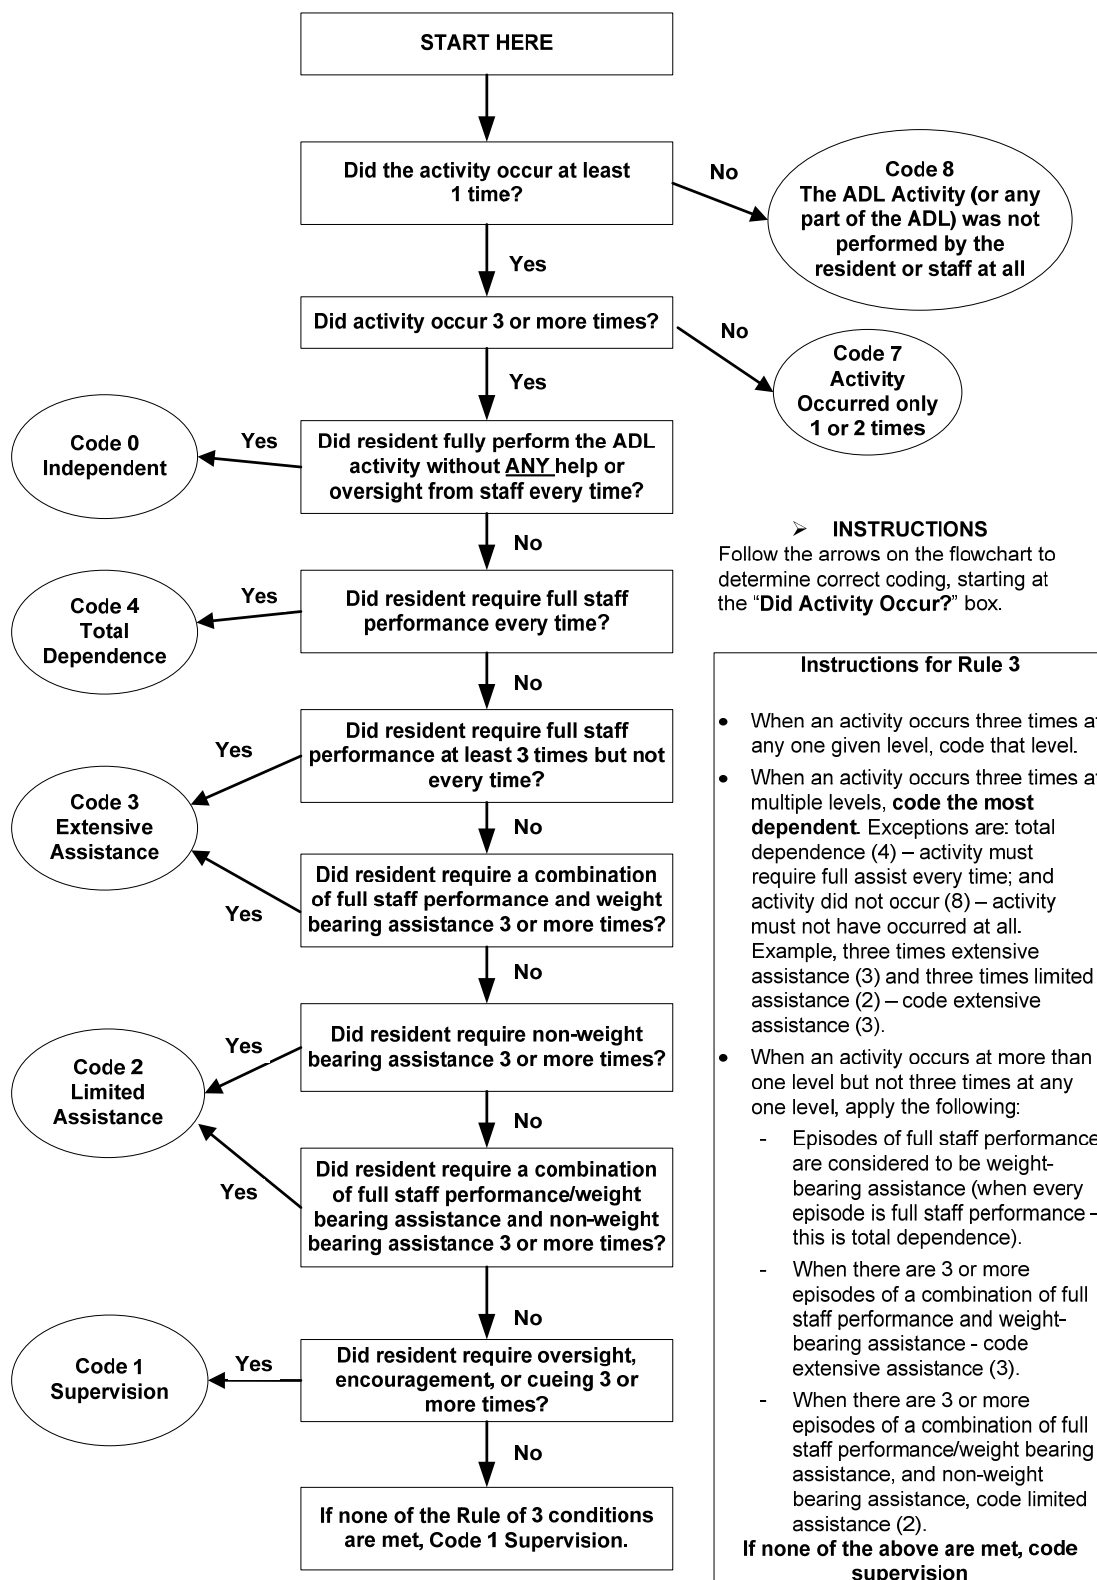 START HERE
Did the activity occur at least
1 time?
No
Code 8
The ADL Activity (or any
part of the ADL) was not
performed by the
resident or staff at all
Yes
Did activity occur 3 or more times?
No
Code 7
Activity
Occurred only
1 or 2 times
Yes
Did resident fully perform the ADL
activity without ANY help or
oversight from staff every time?
Yes
Code 0
Independent
No
Did resident require full staff
performance every time?
Yes
Code 4
Total
Dependence
No
Did resident require full staff
performance at least 3 times but not
every time?
Yes
Code 3
Extensive
Assistance
No
Did resident require a combination
of full staff performance and weight
bearing assistance 3 or more times?
Yes
No
Did resident require non-weight
bearing assistance 3 or more times?
Yes
Code 2
Limited
Assistance
No
Did resident require a combination
of full staff performance/weight
bearing assistance and non-weight
bearing assistance 3 or more times?
Yes
No
Did resident require oversight,
encouragement, or cueing 3 or
more times?
Yes
Code 1
Supervision
No
If none of the Rule of 3 conditions
are met, Code 1 Supervision.
➢ INSTRUCTIONS
Follow the arrows on the flowchart to
determine correct coding, starting at
the “Did Activity Occur?” box.
Instructions for Rule 3
• When an activity occurs three times at
any one given level, code that level.
• When an activity occurs three times at
multiple levels, code the most
dependent. Exceptions are: total
dependence (4) – activity must
require full assist every time; and
activity did not occur (8) – activity
must not have occurred at all.
Example, three times extensive
assistance (3) and three times limited
assistance (2) – code extensive
assistance (3).
• When an activity occurs at more than
one level but not three times at any
one level, apply the following:
- Episodes of full staff performance
are considered to be weight-
bearing assistance (when every
episode is full staff performance –
this is total dependence).
- When there are 3 or more
episodes of a combination of full
staff performance and weight-
bearing assistance - code
extensive assistance (3).
- When there are 3 or more
episodes of a combination of full
staff performance/weight bearing
assistance, and non-weight
bearing assistance, code limited
assistance (2).
If none of the above are met, code
supervision